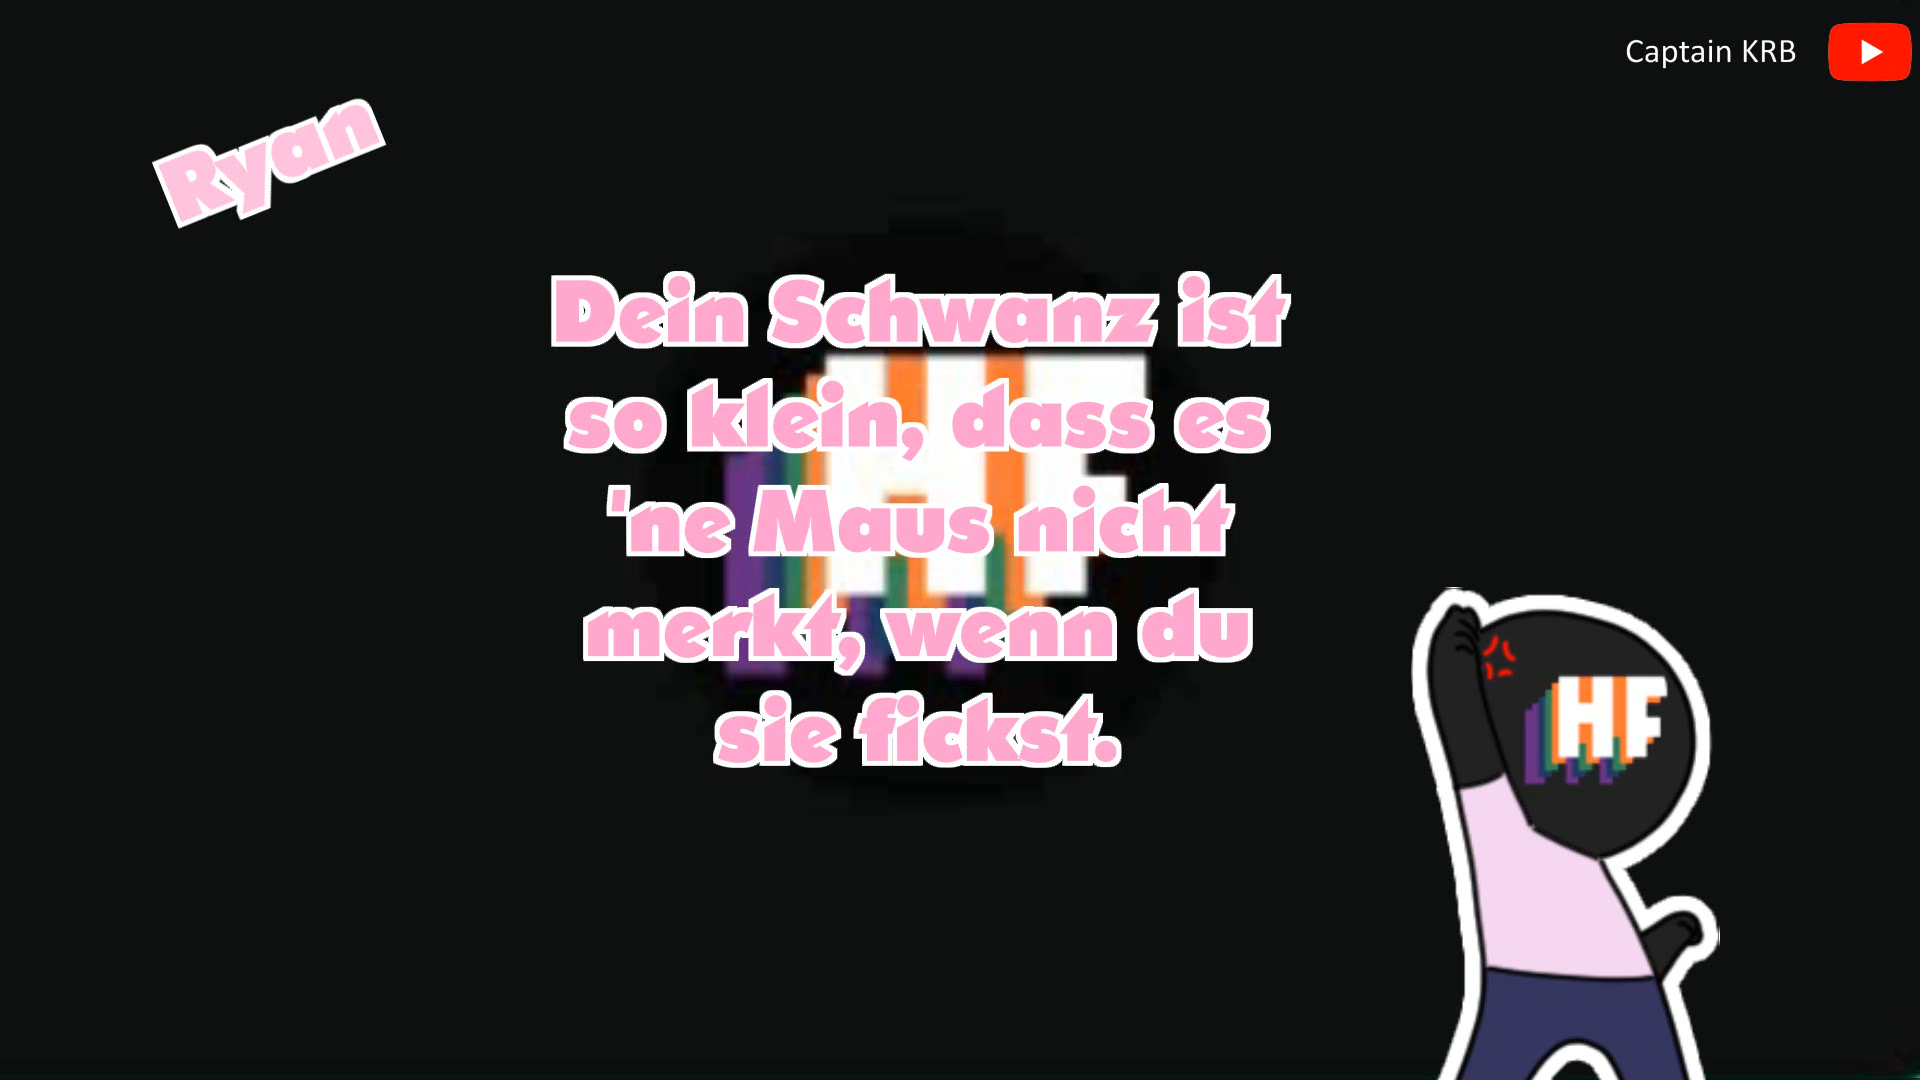 Captain KRB
Ryan
Dein Schwanz ist
so klein, dass es
'ne Maus nicht
merkt, wenn du
sie fickst.
HF
HF